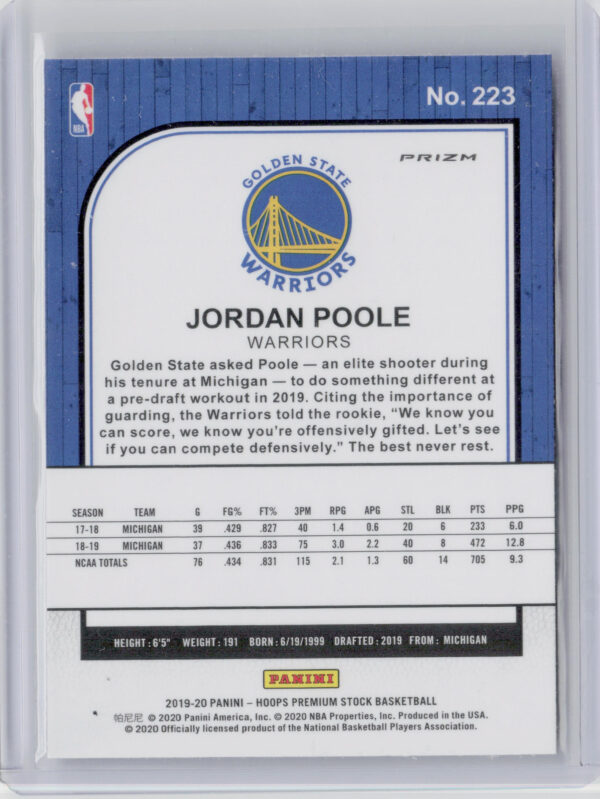 No. 223
NBA
PRIZM
GOLDEN STATE
WARRIORS
JORDAN POOLE
WARRIORS
Golden State asked Poole — an elite shooter during
his tenure at Michigan — to do something different at
a pre-draft workout in 2019. Citing the importance of
guarding, the Warriors told the rookie, “We know you
can score, we know you're offensively gifted. Let's see
if you can compete defensively.” The best never rest.
SEASON TEAM G FG% FT% 3PM RPG APG STL BLK PTS PPG
17-18 MICHIGAN 39 .429 .827 40 1.4 0.6 20 6 233 6.0
18-19 MICHIGAN 37 .436 .833 75 3.0 2.2 40 8 472 12.8
NCAA TOTALS 76 .434 .831 115 2.1 1.3 60 14 705 9.3
HEIGHT: 6'5" WEIGHT: 191 BORN: 6/19/1999 DRAFTED: 2019 FROM: MICHIGAN
PANINI
2019-20 PANINI – HOOPS PREMIUM STOCK BASKETBALL
帕尼尼 © 2020 Panini America, Inc. © 2020 NBA Properties, Inc. Produced in the USA.
© 2020 Officially licensed product of the National Basketball Players Association.